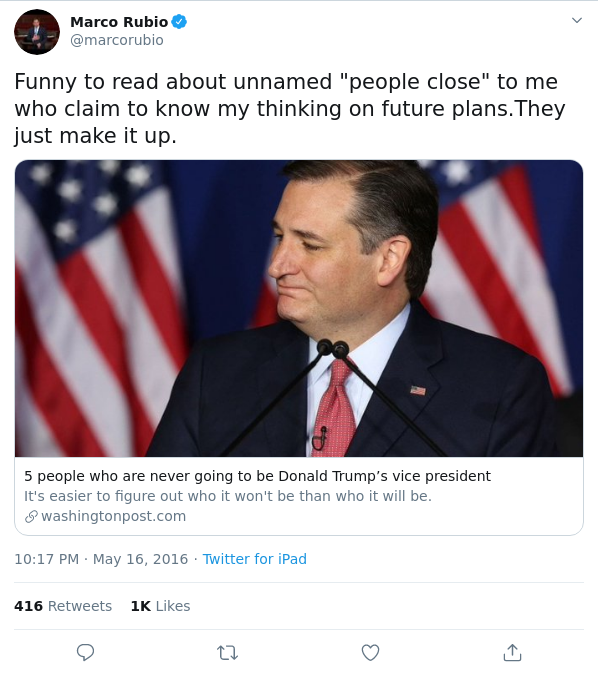 Marco Rubio
@marcorubio
Funny to read about unnamed "people close" to me
who claim to know my thinking on future plans.They
just make it up.
5 people who are never going to be Donald Trump’s vice president
It's easier to figure out who it won't be than who it will be.
washingtonpost.com
10:17 PM · May 16, 2016 · Twitter for iPad
416 Retweets 1K Likes